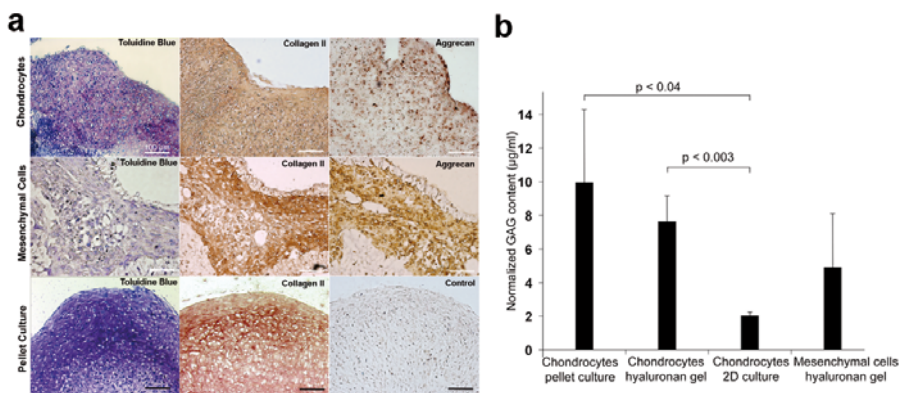 a
Toluidine Blue
Collagen II
Aggrecan
Chondrocytes
100 µm
Toluidine Blue
Collagen II
Aggrecan
Mesenchymal Cells
Toluidine Blue
Collagen II
Control
Pellet Culture
b
p < 0.04
p < 0.003
Normalized GAG content (µg/ml)
14
12
10
8
6
4
2
0
Chondrocytes
pellet culture
Chondrocytes
hyaluronan gel
Chondrocytes
2D culture
Mesenchymal cells
hyaluronan gel